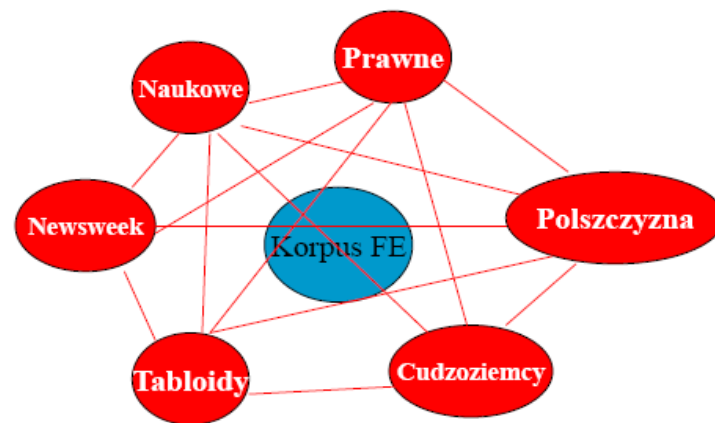 Prawne
Naukowe
Polszczyzna
Newsweek
Korpus FE
Cudzoziemcy
Tabloidy